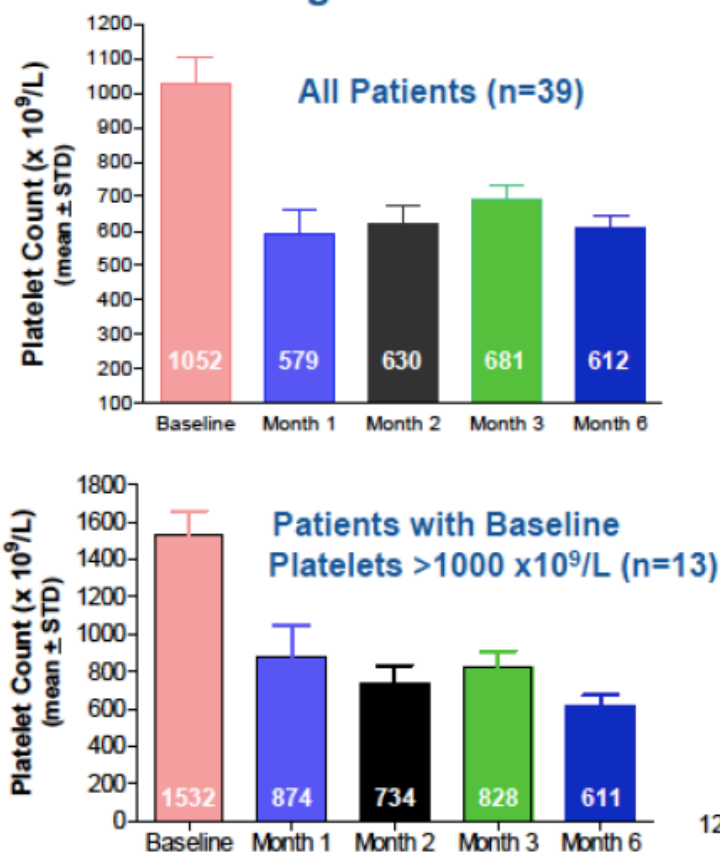 1200
1100
1000
900
800
700
600
500
400
300
200
100
Platelet Count (x 10⁹/L)
(mean ± STD)
All Patients (n=39)
1052 579 630 681 612
Baseline Month 1 Month 2 Month 3 Month 6
1800
1600
1400
1200
1000
800
600
400
200
0
Platelet Count (x 10⁹/L)
(mean ± STD)
Patients with Baseline
Platelets >1000 x10⁹/L (n=13)
1532 874 734 828 611
Baseline Month 1 Month 2 Month 3 Month 6
12